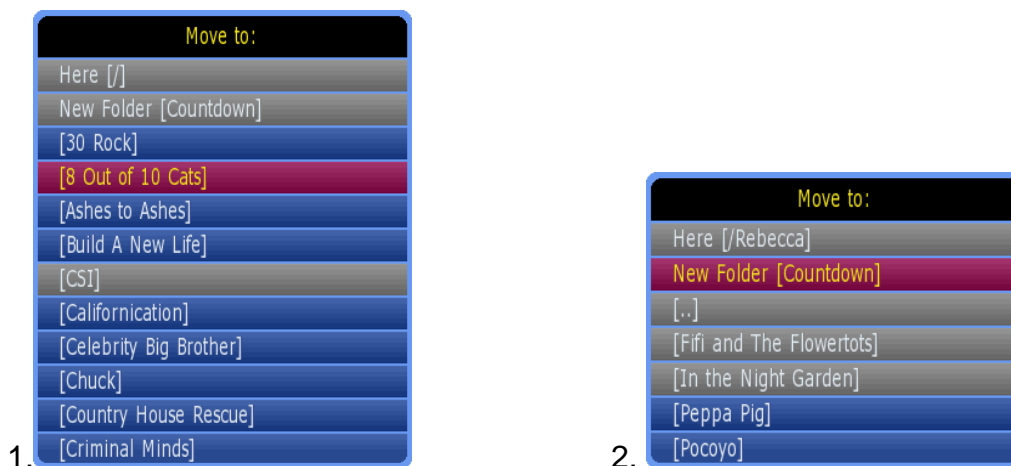 Move to:
Here [/]
New Folder [Countdown]
[30 Rock]
[8 Out of 10 Cats]
[Ashes to Ashes]
[Build A New Life]
[CSI]
[Californication]
[Celebrity Big Brother]
[Chuck]
[Country House Rescue]
1. [Criminal Minds]
Move to:
Here [/Rebecca]
New Folder [Countdown]
[..]
[Fifi and The Flowertots]
[In the Night Garden]
[Peppa Pig]
2. [Pocoyo]